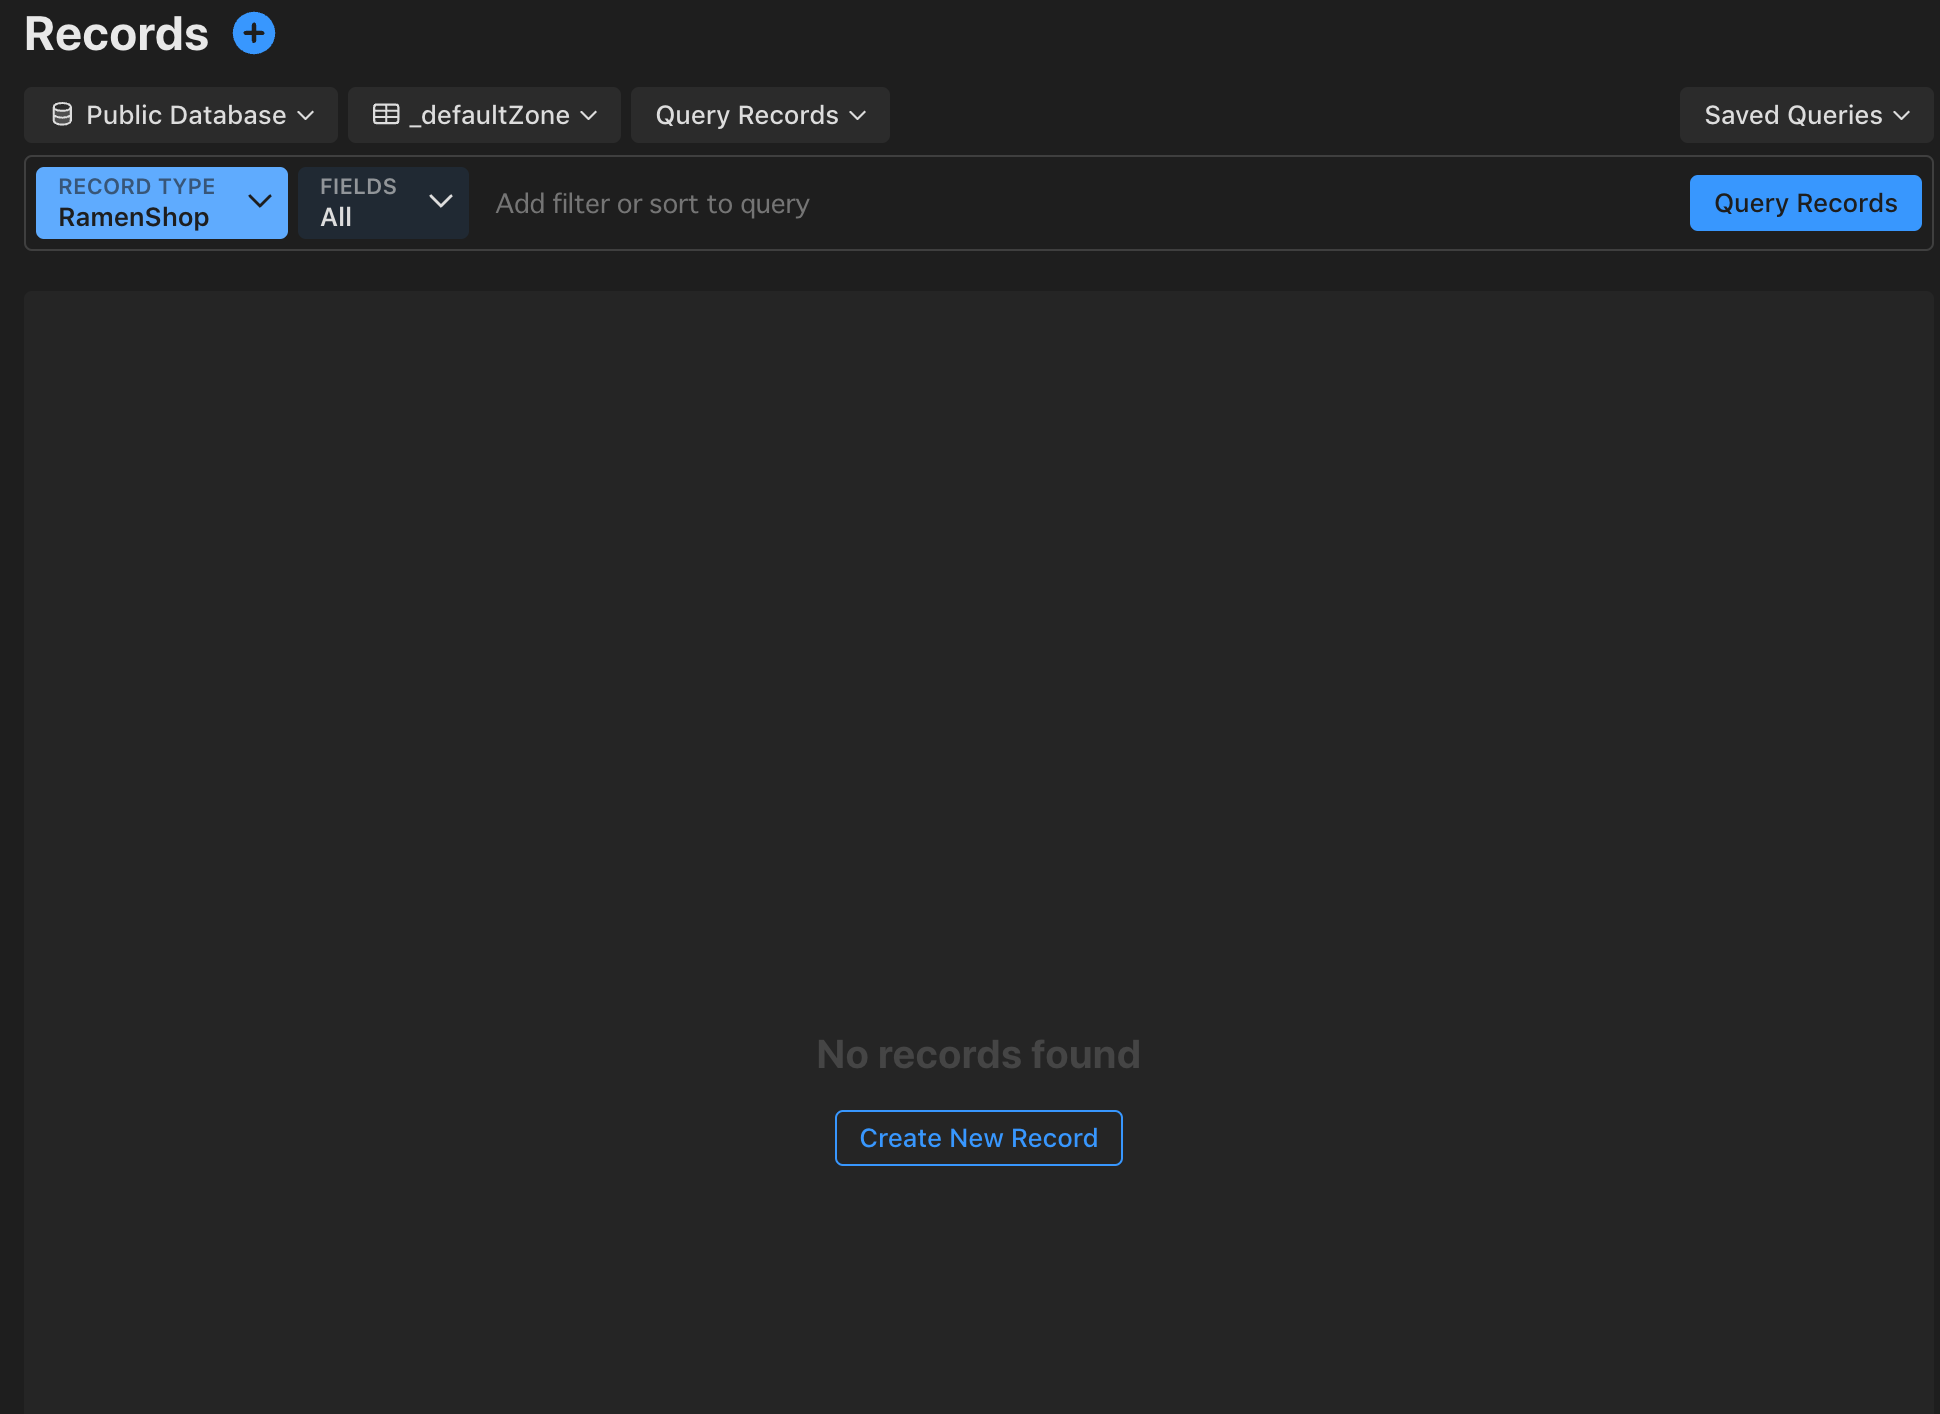 Records
Public Database
_defaultZone
Query Records
Saved Queries
RECORD TYPE
RamenShop
FIELDS
All
Add filter or sort to query
Query Records
No records found
Create New Record